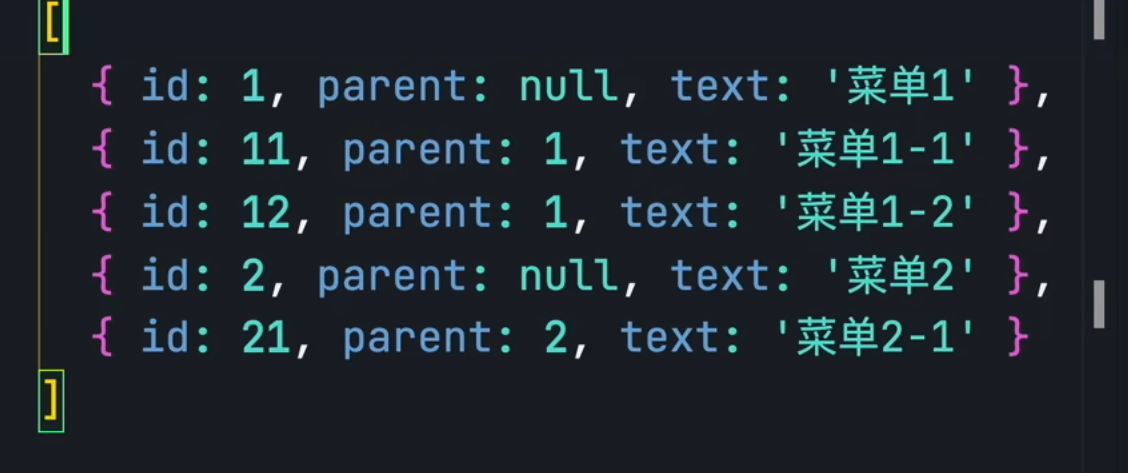 [
{ id: 1, parent: null, text: '菜单1' },
{ id: 11, parent: 1, text: '菜单1-1' },
{ id: 12, parent: 1, text: '菜单1-2' },
{ id: 2, parent: null, text: '菜单2' },
{ id: 21, parent: 2, text: '菜单2-1' }
]